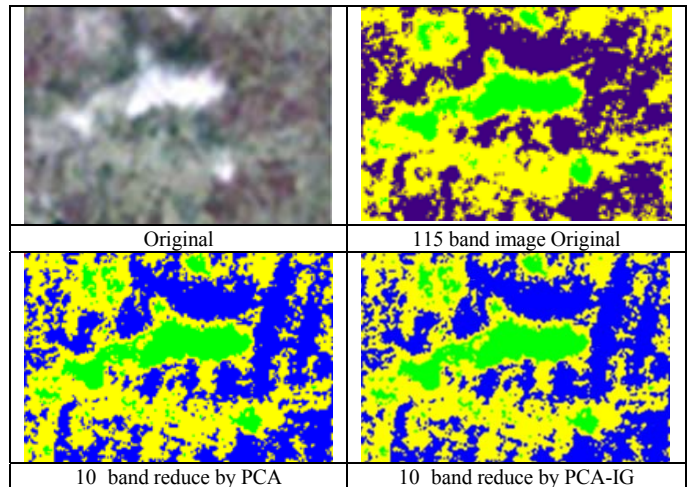 Original
115 band image Original
10 band reduce by PCA
10 band reduce by PCA-IG